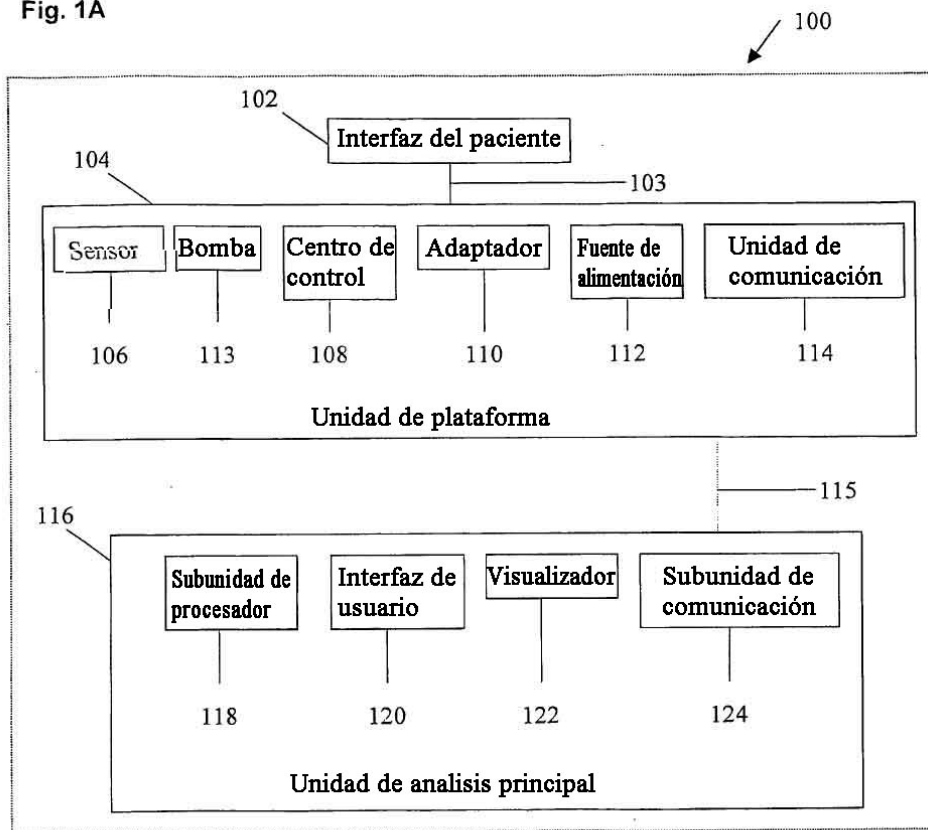 Fig. 1A
100
102
Interfaz del paciente
104
103
Sensor
Bomba
Centro de
control
Adaptador
Fuente de
alimentación
Unidad de
comunicación
106
113
108
110
112
114
Unidad de plataforma
115
116
Subunidad de
procesador
Interfaz de
usuario
Visualizador
Subunidad de
comunicación
118
120
122
124
Unidad de analisis principal